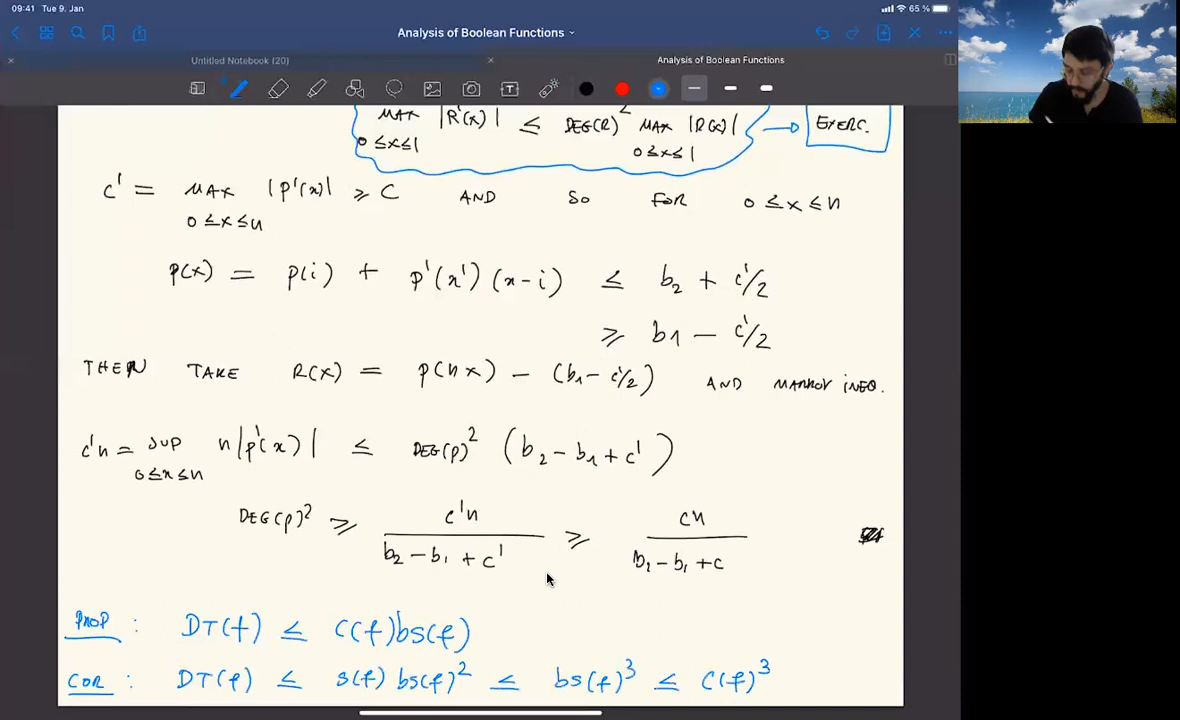 09:41 Tue 9. Jan
65 %
Analysis of Boolean Functions
Untitled Notebook (20)
Analysis of Boolean Functions
MAX |R'(x)| ≤ DEG(R)² MAX |R(x)| → EXERC.
0≤x≤1 0≤x≤1
c' = MAX |p'(x)| ≥ C AND SO FOR 0 ≤ x ≤ n
0≤x≤n
p(x) = p(i) + p'(x')(x-i) ≤ b₂ + c'/2
≥ b1 - c'/2
THEN TAKE R(x) = p(nx) - (b₁ - c'/2) AND MARKOV INEQ.
c'n = SUP n|p'(x)| ≤ DEG(p)² (b₂ - b₁ + c')
0≤x≤n
DEG(p)² ≥ c'n / (b₂ - b₁ + c') ≥ cn / (b₂ - b₁ + c)
PROP : DT(f) ≤ C(f)bs(f)
COR : DT(f) ≤ s(f) bs(f)² ≤ bs(f)³ ≤ C(f)³